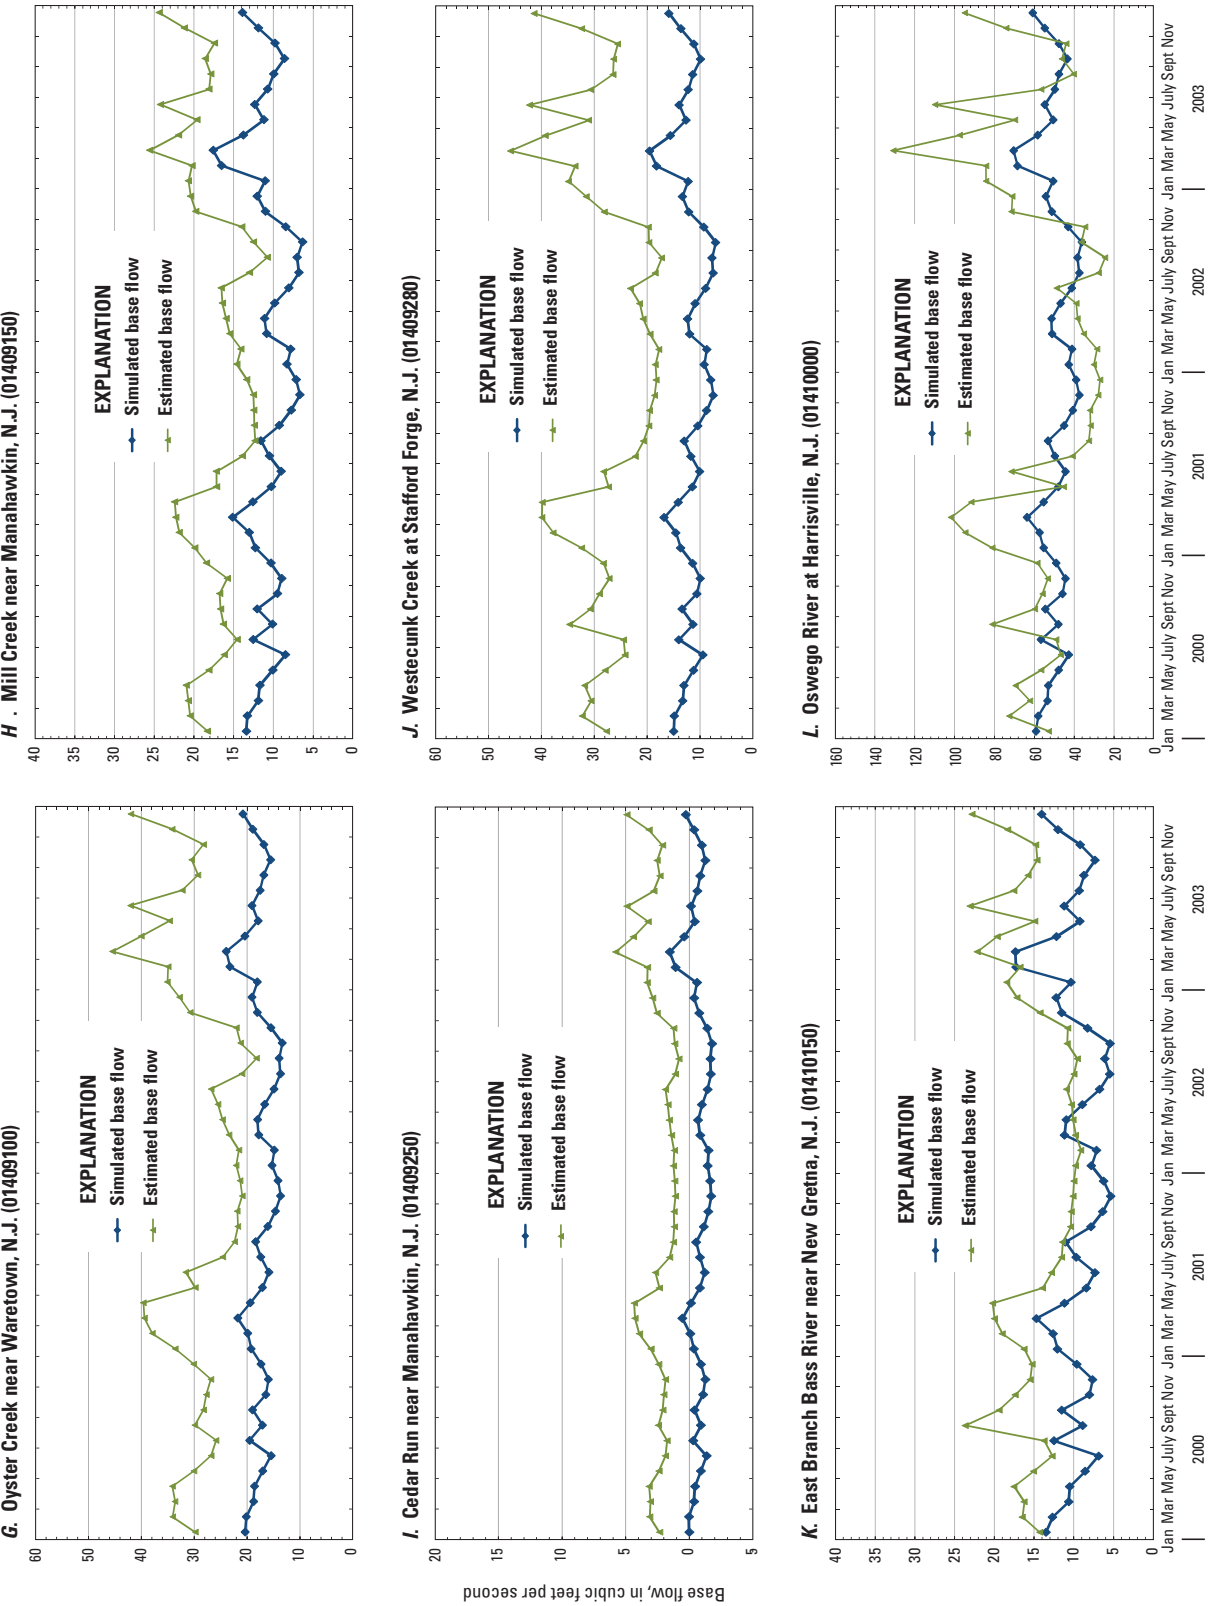 G. Oyster Creek near Waretown, N.J. (01409100)
60
50
40
30
20
10
0
EXPLANATION
Simulated base flow
Estimated base flow
H . Mill Creek near Manahawkin, N.J. (01409150)
40
35
30
25
20
15
10
5
0
EXPLANATION
Simulated base flow
Estimated base flow
Base flow, in cubic feet per second
I. Cedar Run near Manahawkin, N.J. (01409250)
20
15
10
5
0
5
EXPLANATION
Simulated base flow
Estimated base flow
J. Westecunk Creek at Stafford Forge, N.J. (01409280)
60
50
40
30
20
10
0
EXPLANATION
Simulated base flow
Estimated base flow
K. East Branch Bass River near New Gretna, N.J. (01410150)
40
35
30
25
20
15
10
5
0
EXPLANATION
Simulated base flow
Estimated base flow
Jan Mar May July Sept Nov Jan Mar May July Sept Nov Jan Mar May July Sept Nov Jan Mar May July Sept Nov
2000 2001 2002 2003
L. Oswego River at Harrisville, N.J. (01410000)
160
140
120
100
80
60
40
20
0
EXPLANATION
Simulated base flow
Estimated base flow
Jan Mar May July Sept Nov Jan Mar May July Sept Nov Jan Mar May July Sept Nov Jan Mar May July Sept Nov
2000 2001 2002 2003